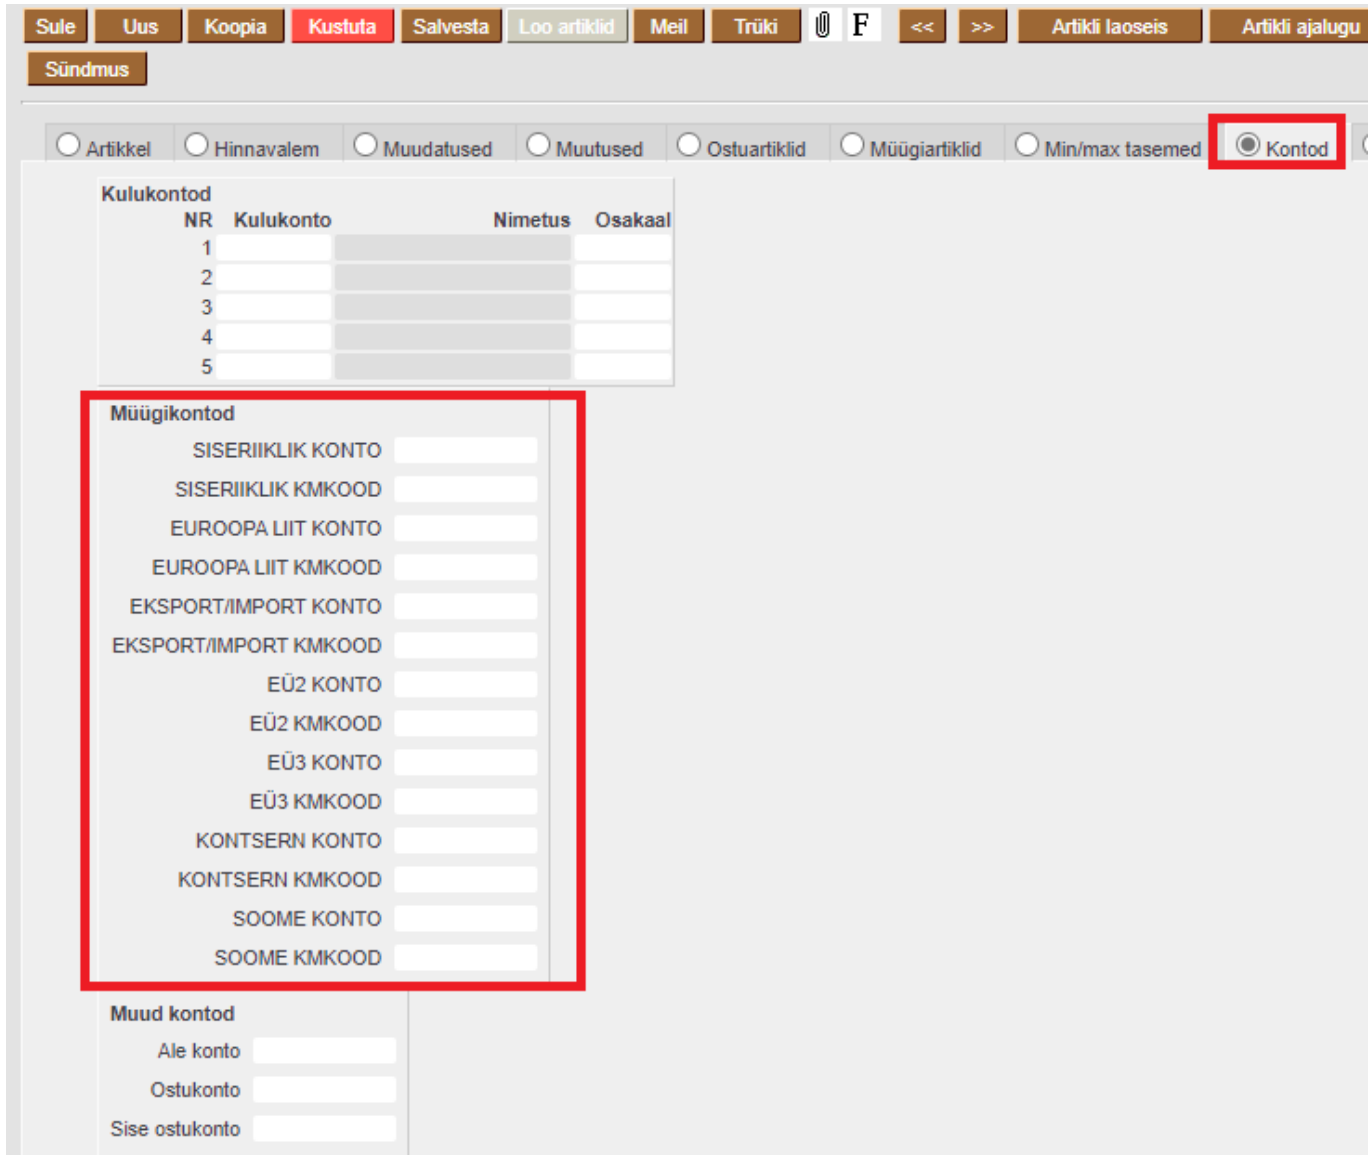 Sule Uus Koopia Kustuta Salvesta Loo artiklid Meil Trüki F << >> Artikli laoseis Artikli ajalugu
Sündmus
Artikkel Hinnavalem Muudatused Muutused Ostuartiklid Müügiartiklid Min/max tasemed Kontod
Kulukontod
NR Kulukonto Nimetus Osakaal
1
2
3
4
5
Müügikontod
SISERIIKLIK KONTO
SISERIIKLIK KMKOOD
EUROOPA LIIT KONTO
EUROOPA LIIT KMKOOD
EKSPORT/IMPORT KONTO
EKSPORT/IMPORT KMKOOD
EÜ2 KONTO
EÜ2 KMKOOD
EÜ3 KONTO
EÜ3 KMKOOD
KONTSERN KONTO
KONTSERN KMKOOD
SOOME KONTO
SOOME KMKOOD
Muud kontod
Ale konto
Ostukonto
Sise ostukonto